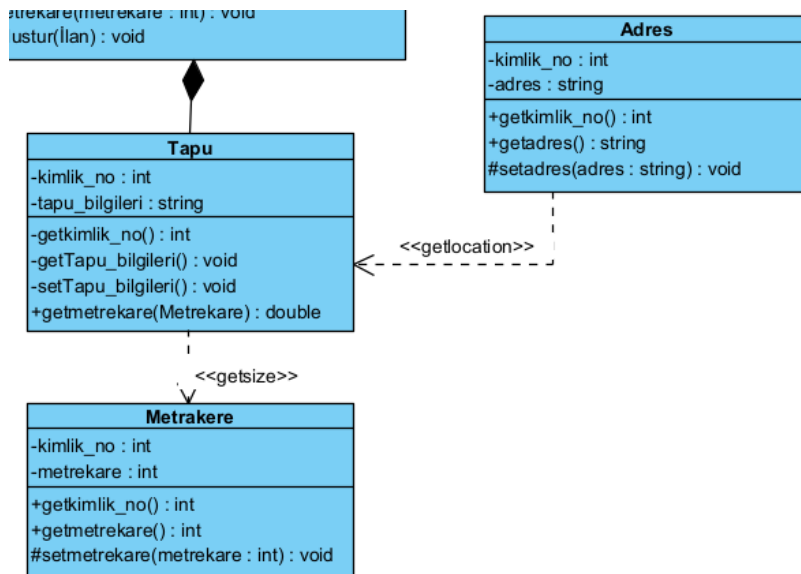 metrekare : int) : void
ustur(İlan) : void
Tapu
-kimlik_no : int
-tapu_bilgileri : string
-getkimlik_no() : int
-getTapu_bilgileri() : void
-setTapu_bilgileri() : void
+getmetrekare(Metrekare) : double
Adres
-kimlik_no : int
-adres : string
+getkimlik_no() : int
+getadres() : string
#setadres(adres : string) : void
<<getlocation>>
<<getsize>>
Metrakere
-kimlik_no : int
-metrekare : int
+getkimlik_no() : int
+getmetrekare() : int
#setmetrekare(metrekare : int) : void